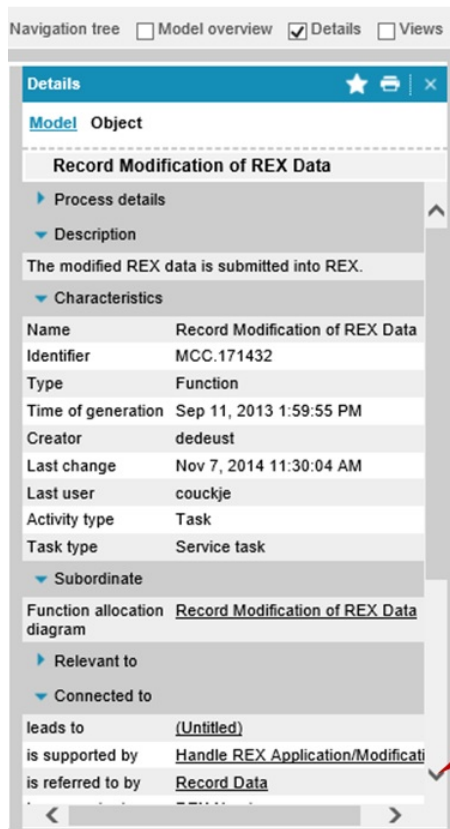 Navigation tree Model overview Details Views
Details
Model Object
Record Modification of REX Data
Process details
Description
The modified REX data is submitted into REX.
Characteristics
Name Record Modification of REX Data
Identifier MCC.171432
Type Function
Time of generation Sep 11, 2013 1:59:55 PM
Creator dedeust
Last change Nov 7, 2014 11:30:04 AM
Last user couckje
Activity type Task
Task type Service task
Subordinate
Function allocation Record Modification of REX Data
diagram
Relevant to
Connected to
leads to (Untitled)
is supported by Handle REX Application/Modificati
is referred to by Record Data